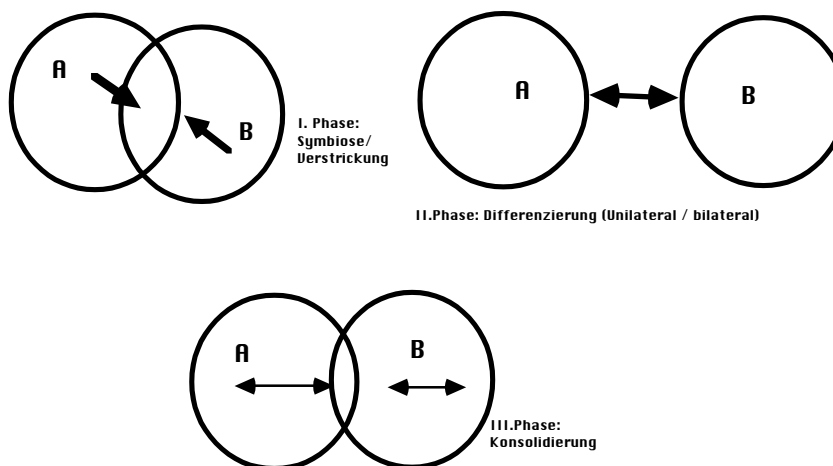 A
B
I. Phase:
Symbiose/
Verstrickung
A
B
II.Phase: Differenzierung (Unilateral / bilateral)
A
B
III.Phase:
Konsolidierung